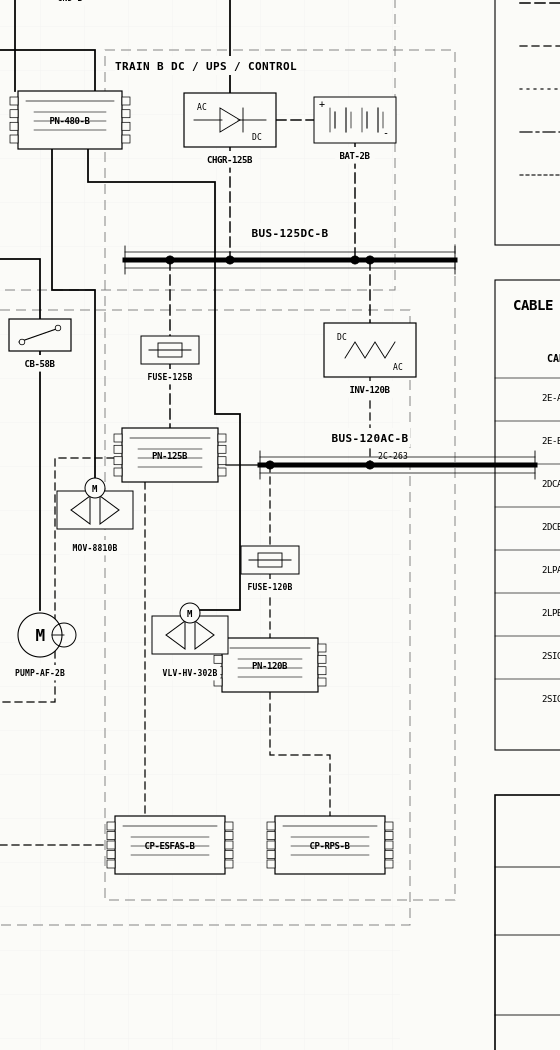 TRAIN B DC / UPS / CONTROL
AC
DC
+
-
PN-480-B
CHGR-125B
BAT-2B
BUS-125DC-B
CABLE
DC
AC
CB-58B
FUSE-125B
INV-120B
2E-A
BUS-120AC-B
2E-B
PN-125B
2C-263
2DCA
M
2DCB
MOV-8810B
2LPA
FUSE-120B
M
2LPB
M
2SIG
PUMP-AF-2B
VLV-HV-302B
PN-120B
2SIG
CP-ESFAS-B
CP-RPS-B